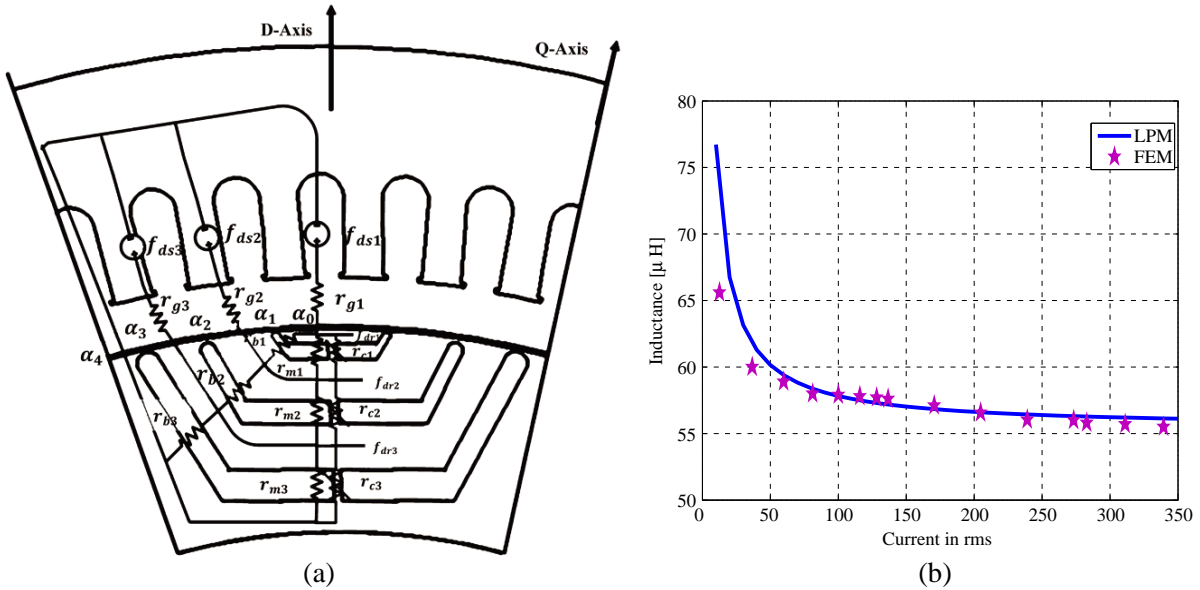 D-Axis
Q-Axis
f_ds3
f_ds2
f_ds1
r_g3
r_g2
r_g1
α_4
α_3
α_2
α_1
α_0
r_b1
r_c1
r_m1
f_dr2
r_b2
r_m2
r_c2
r_b3
f_dr3
r_m3
r_c3
(a)
80
75
70
65
60
55
50
Inductance [μ H]
LPM
FEM
0 50 100 150 200 250 300 350
Current in rms
(b)